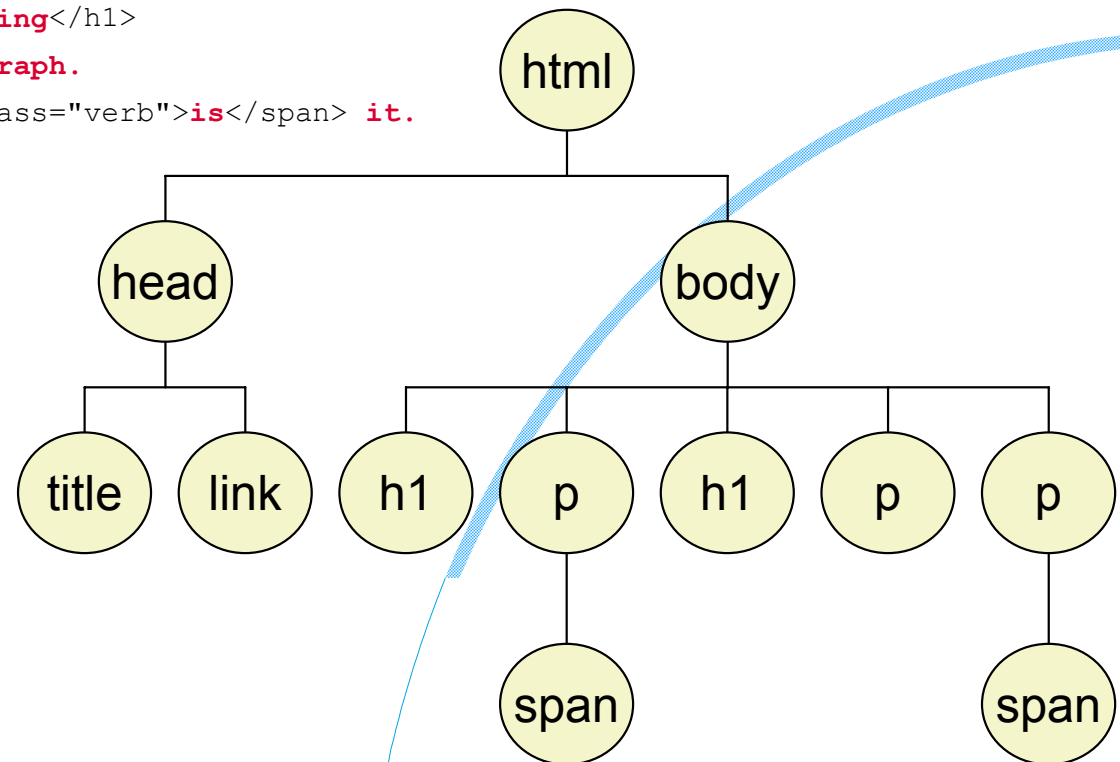 ing</h1>
raph.
ass="verb">is</span> it.
html
head body
title link h1 p h1 p p
span span